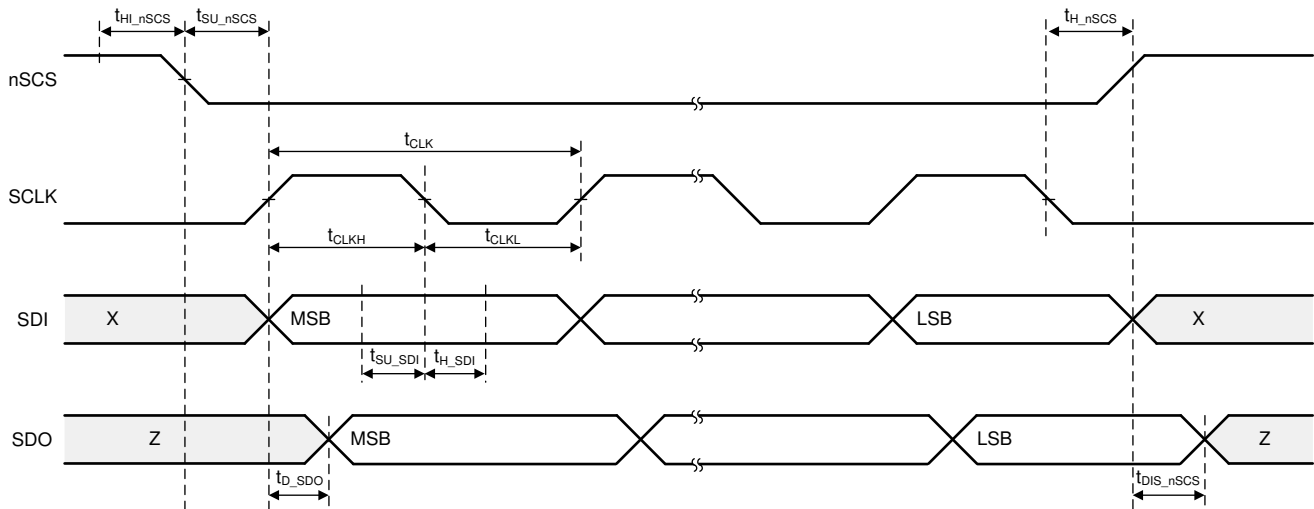 tHI_nSCS tSU_nSCS tH_nSCS
nSCS
tCLK
SCLK
tCLKH tCLKL
SDI X MSB LSB X
tSU_SDI tH_SDI
SDO Z MSB LSB Z
tD_SDO tDIS_nSCS